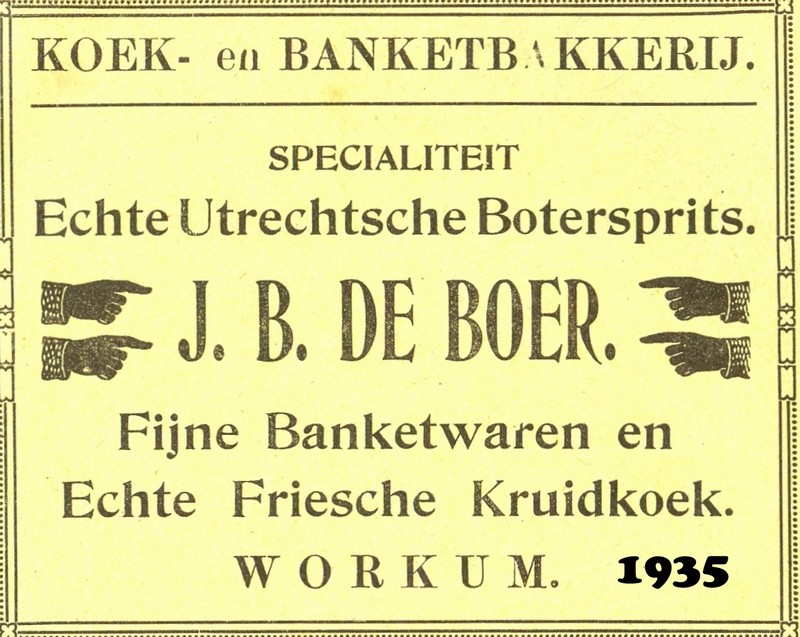 KOEK- en BANKETBAKKERIJ.
SPECIALITEIT
Echte Utrechtsche Botersprits.
J. B. DE BOER.
Fijne Banketwaren en
Echte Friesche Kruidkoek.
WORKUM. 1935